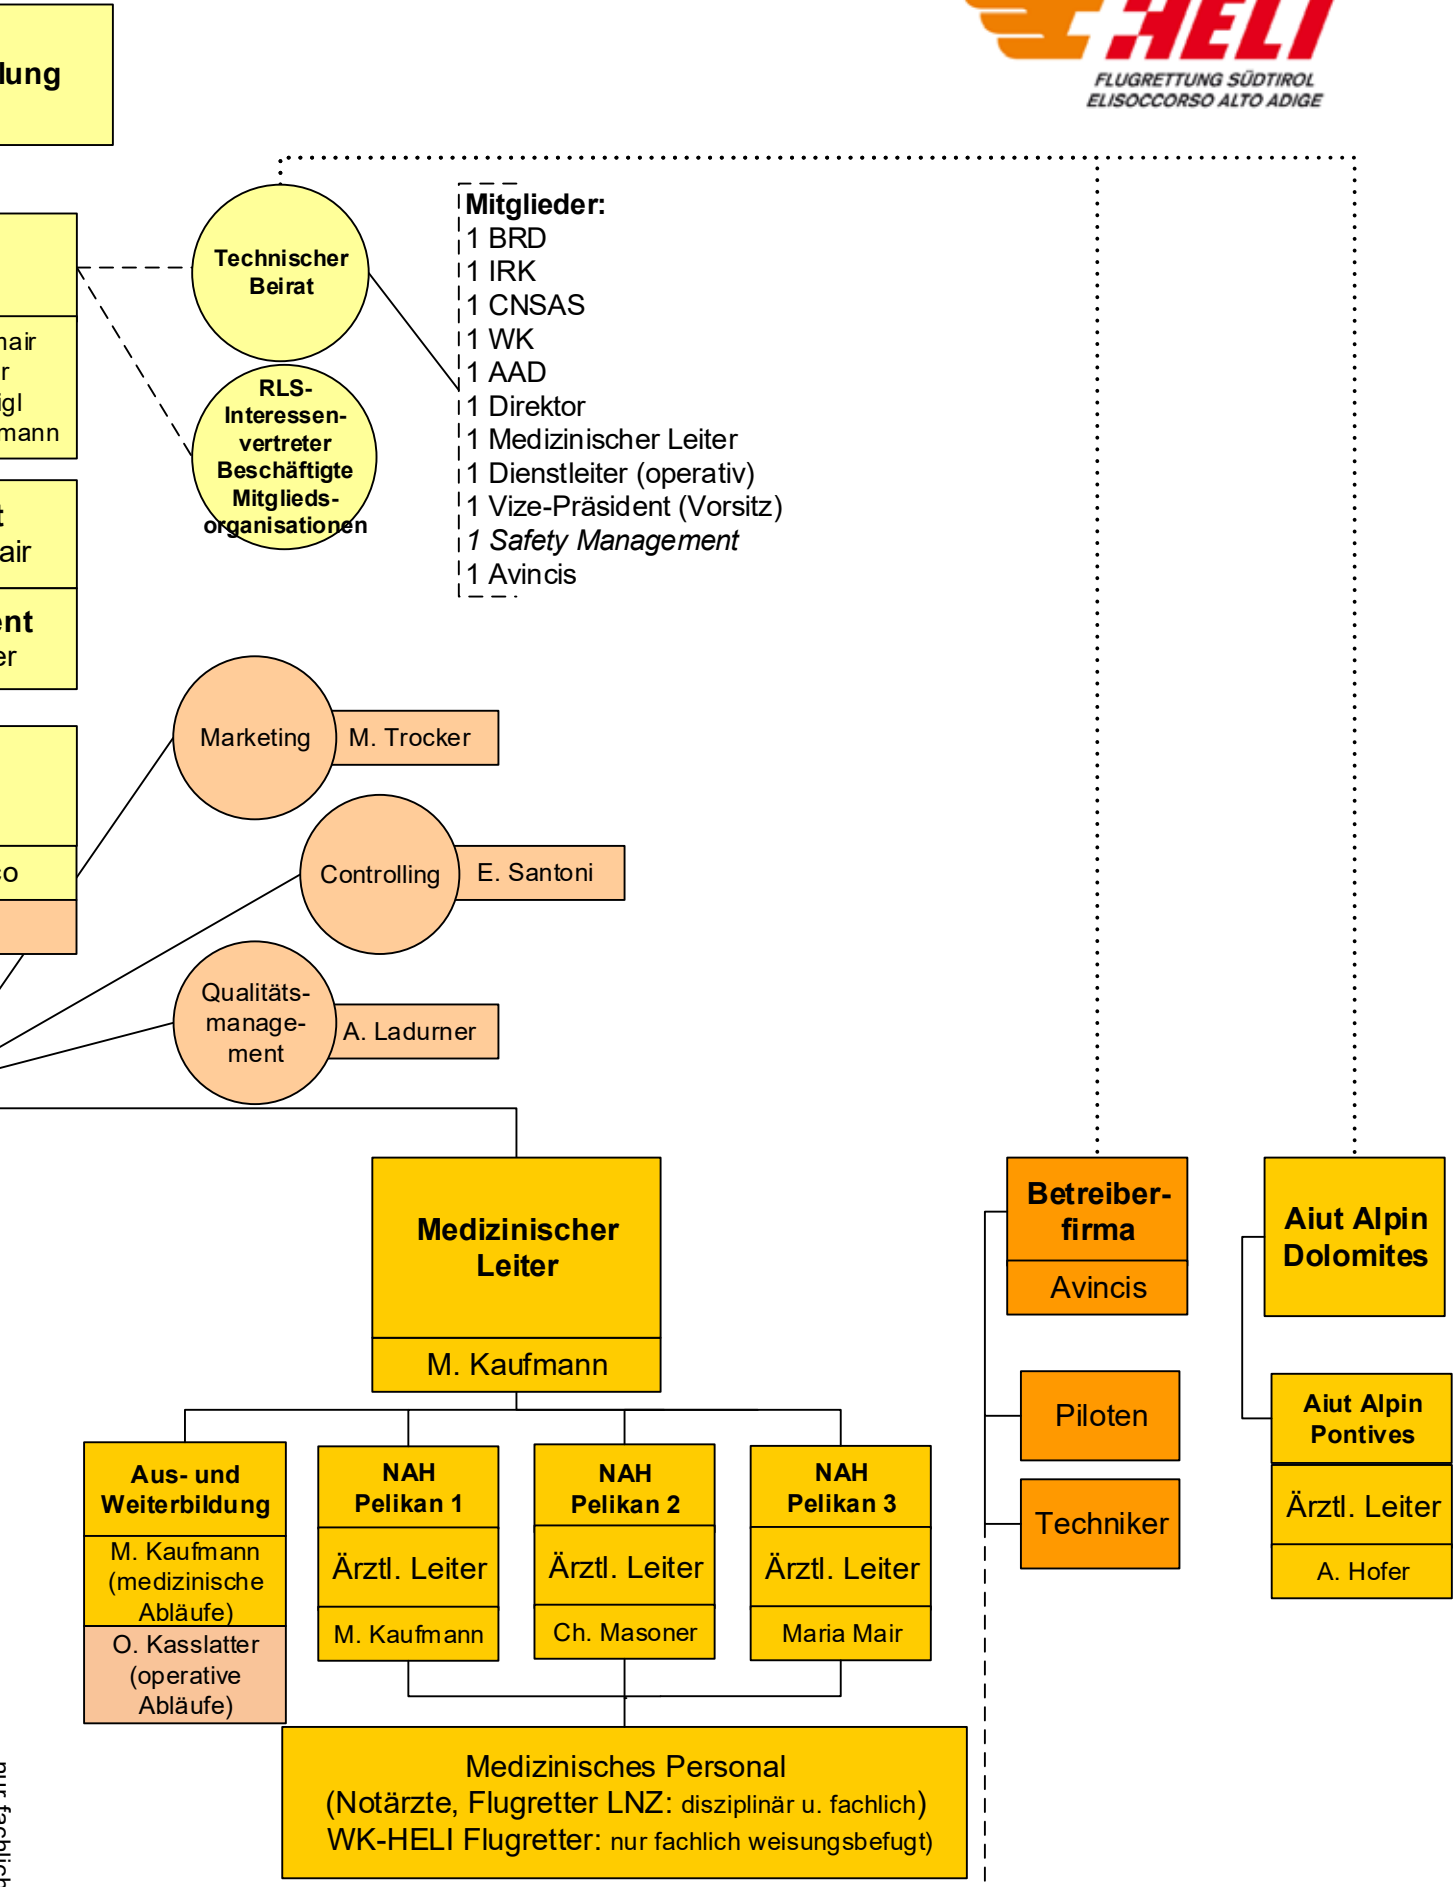 HELI
FLUGRETTUNG SÜDTIROL
ELISOCCORSO ALTO ADIGE
Technischer
Beirat
RLS-
Interessen-
vertreter
Beschäftigte
Mitglieds-
organisationen
Mitglieder:
1 BRD
1 IRK
1 CNSAS
1 WK
1 AAD
1 Direktor
1 Medizinischer Leiter
1 Dienstleiter (operativ)
1 Vize-Präsident (Vorsitz)
1 Safety Management
1 Avincis
Marketing
M. Trocker
Controlling
E. Santoni
Qualitäts-
manage-
ment
A. Ladurner
Medizinischer
Leiter
M. Kaufmann
Aus- und
Weiterbildung
M. Kaufmann
(medizinische
Abläufe)
O. Kasslatter
(operative
Abläufe)
NAH
Pelikan 1
Ärztl. Leiter
M. Kaufmann
NAH
Pelikan 2
Ärztl. Leiter
Ch. Masoner
NAH
Pelikan 3
Ärztl. Leiter
Maria Mair
Medizinisches Personal
(Notärzte, Flugretter LNZ: disziplinär u. fachlich)
WK-HELI Flugretter: nur fachlich weisungsbefugt)
Betreiber-
firma
Avincis
Piloten
Techniker
Aiut Alpin
Dolomites
Aiut Alpin
Pontives
Ärztl. Leiter
A. Hofer
nur fachlich